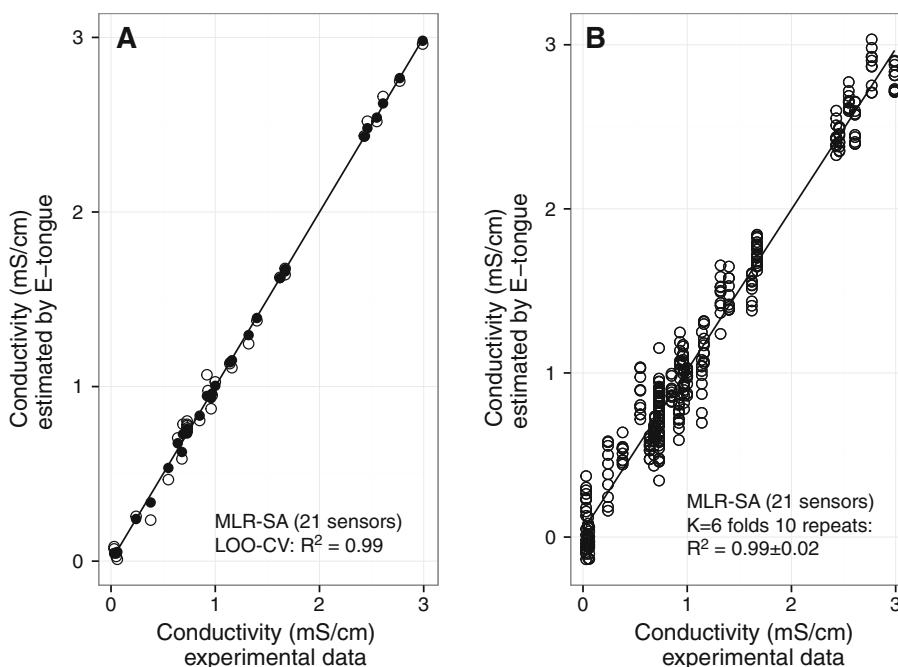 A
3
2
1
0
Conductivity (mS/cm)
estimated by E−tongue
MLR-SA (21 sensors)
LOO-CV: R² = 0.99
0 1 2 3
Conductivity (mS/cm)
experimental data
B
3
2
1
0
Conductivity (mS/cm)
estimated by E−tongue
MLR-SA (21 sensors)
K=6 folds 10 repeats:
R² = 0.99±0.02
0 1 2 3
Conductivity (mS/cm)
experimental data